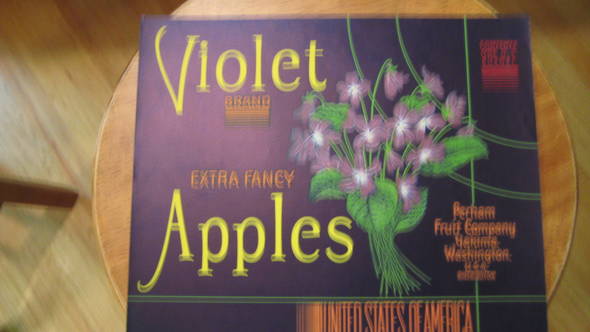 Violet
BRAND
EXTRA FANCY
Apples
Perham
Fruit Company
Yakima,
Washington.
U.S.A.
UNITED STATES OF AMERICA